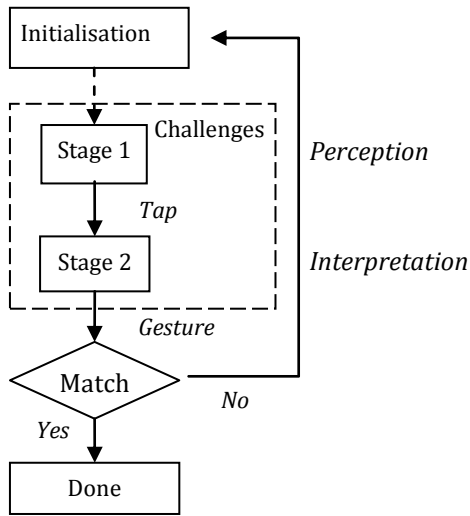 Initialisation
Challenges
Stage 1
Perception
Tap
Stage 2
Interpretation
Gesture
Match
No
Yes
Done